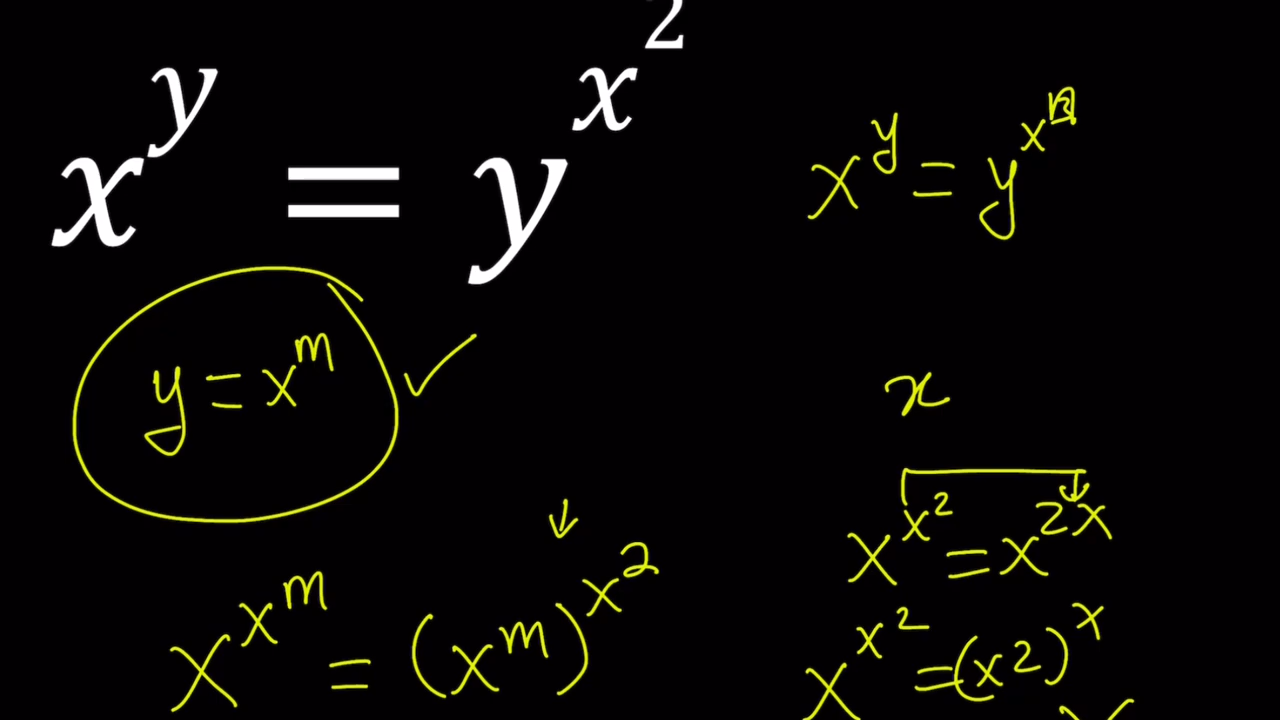 x^y = y^{x^2}
x^y = y^x
y = x^m
x
x^{x^2} = x^{2x}
x^{x^m} = (x^m)^{x^2}
x^{x^2} = (x^2)^x